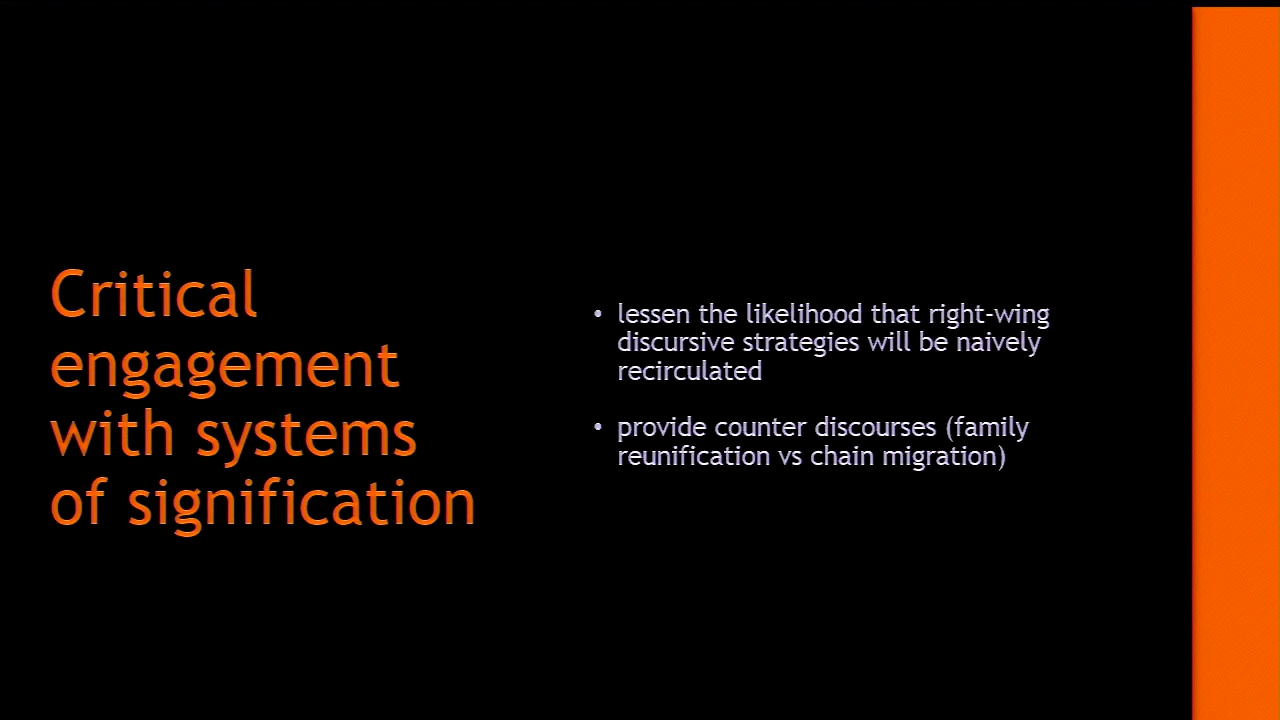 Critical
engagement
with systems
of signification
• lessen the likelihood that right-wing
discursive strategies will be naively
recirculated
• provide counter discourses (family
reunification vs chain migration)